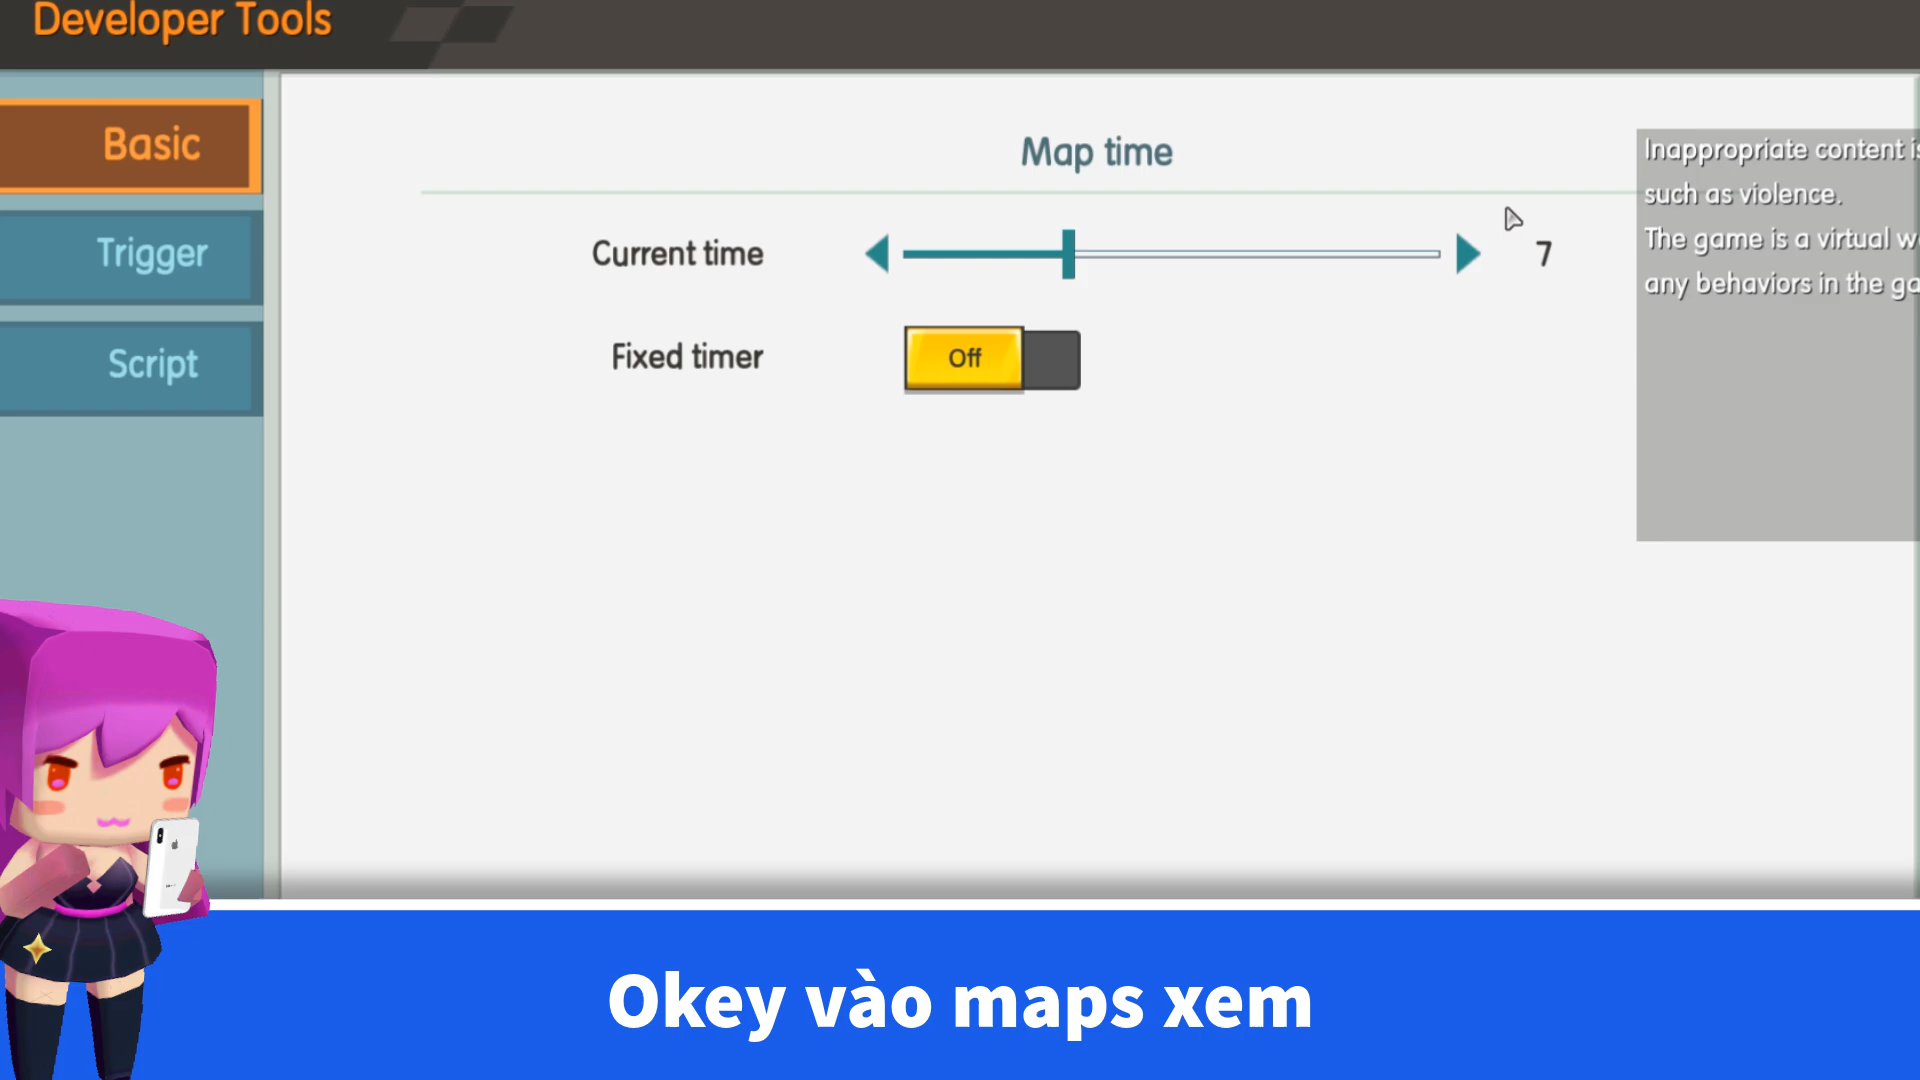 Developer Tools
Basic
Trigger
Script
Map time
Current time
7
Fixed timer
Off
Inappropriate content
such as violence.
The game is a virtual
any behaviors in the
Okey vào maps xem